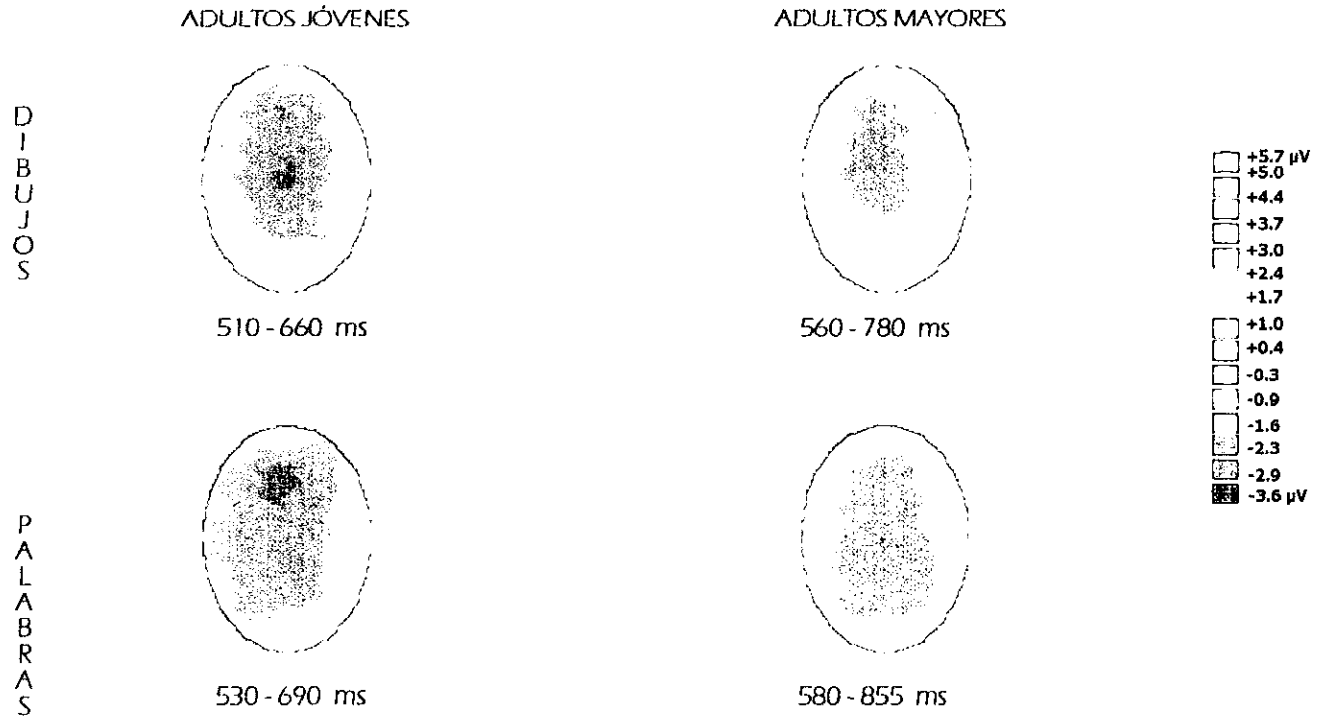 ADULTOS JÓVENES
ADULTOS MAYORES
DIBUJOS
510 - 660 ms
560 - 780 ms
PALABRAS
530 - 690 ms
580 - 855 ms
+5.7 µV
+5.0
+4.4
+3.7
+3.0
+2.4
+1.7
+1.0
+0.4
-0.3
-0.9
-1.6
-2.3
-2.9
-3.6 µV